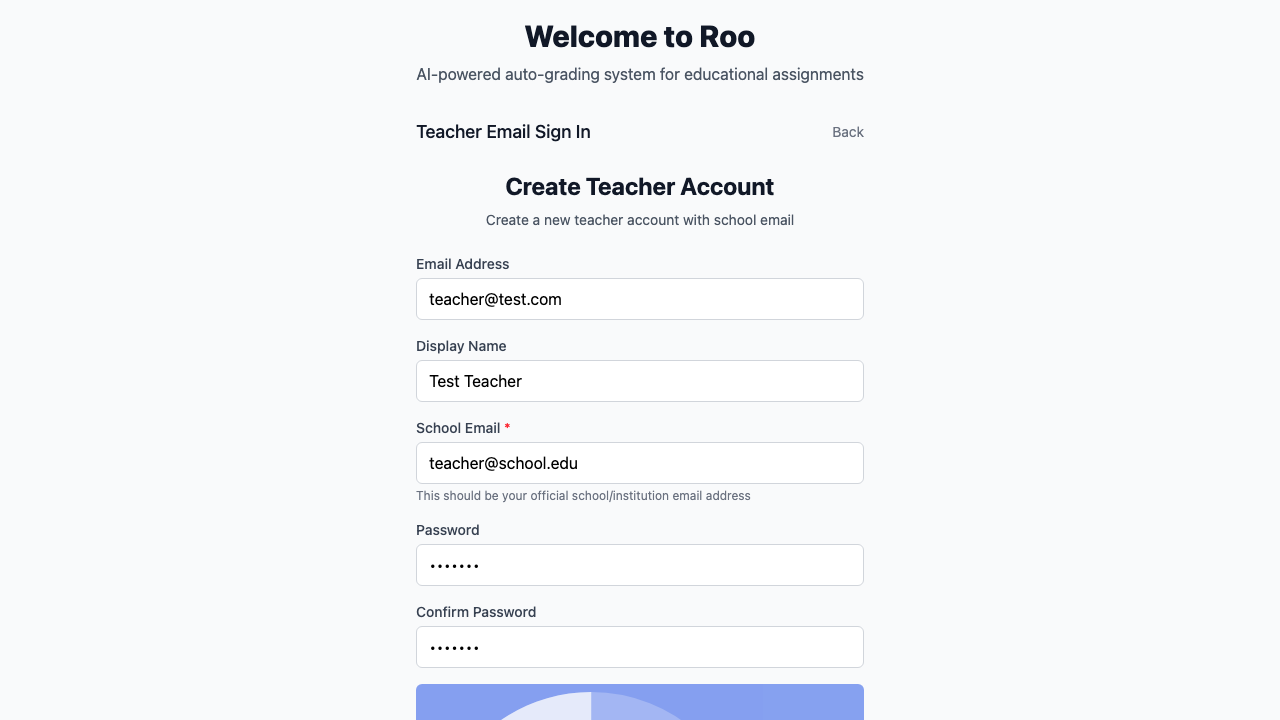 Welcome to Roo
AI-powered auto-grading system for educational assignments
Teacher Email Sign In
Back
Create Teacher Account
Create a new teacher account with school email
Email Address
teacher@test.com
Display Name
Test Teacher
School Email *
teacher@school.edu
This should be your official school/institution email address
Password
•••••••
Confirm Password
•••••••